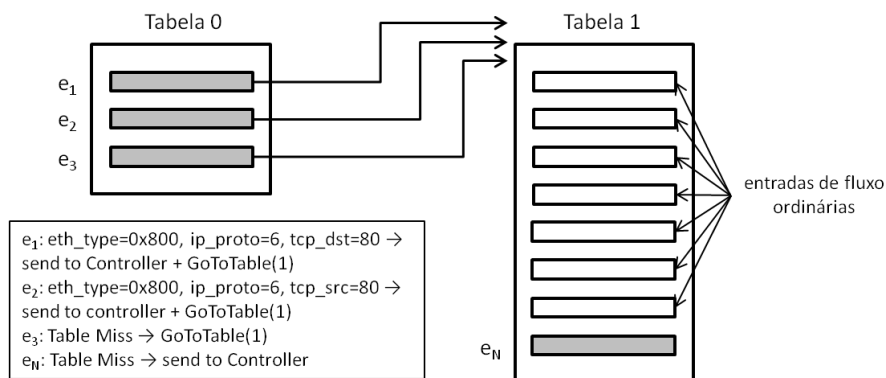 Tabela 0
Tabela 1
e1
e2
e3
entradas de fluxo
ordinárias
e1: eth_type=0x800, ip_proto=6, tcp_dst=80 →
send to Controller + GoToTable(1)
e2: eth_type=0x800, ip_proto=6, tcp_src=80 →
send to controller + GoToTable(1)
e3: Table Miss → GoToTable(1)
eN: Table Miss → send to Controller
eN